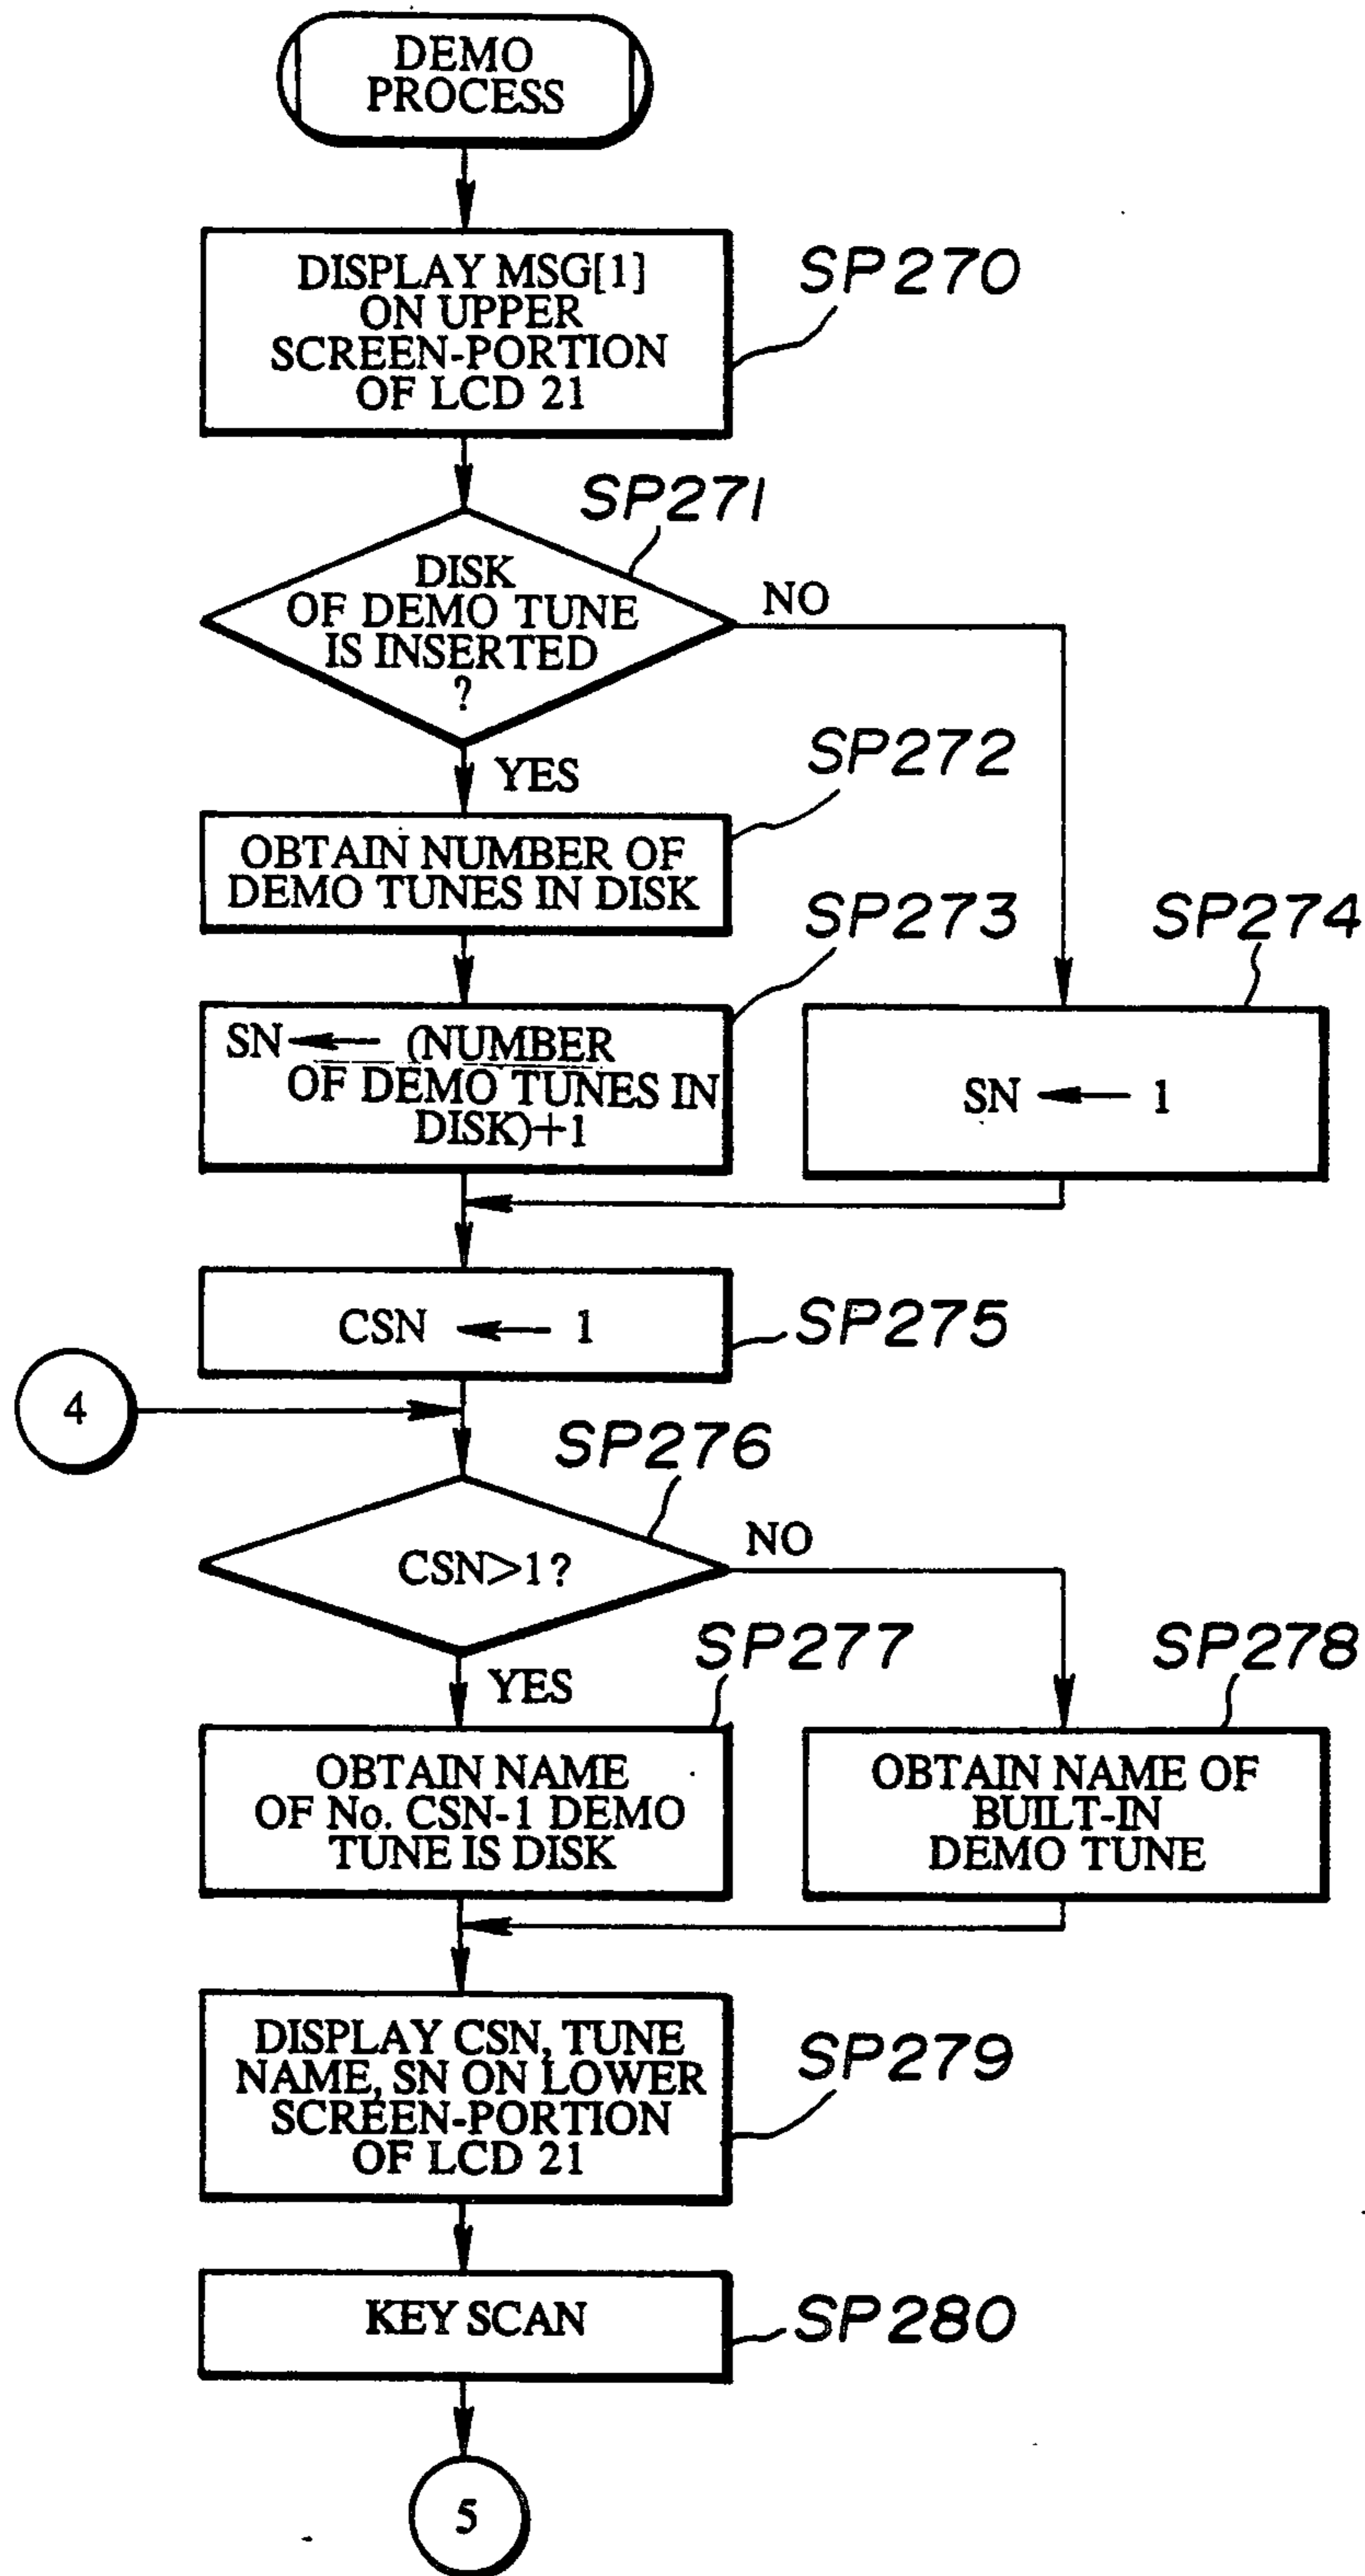 DEMO
PROCESS
DISPLAY MSG[1]
ON UPPER
SCREEN-PORTION
OF LCD 21
SP270
SP271
DISK
OF DEMO TUNE
IS INSERTED
?
NO
YES
SP272
OBTAIN NUMBER OF
DEMO TUNES IN DISK
SP273
SN ← (NUMBER
OF DEMO TUNES IN
DISK)+1
SP274
SN ← 1
CSN ← 1
SP275
4
SP276
CSN>1?
NO
YES
SP277
OBTAIN NAME
OF No. CSN-1 DEMO
TUNE IS DISK
SP278
OBTAIN NAME OF
BUILT-IN
DEMO TUNE
DISPLAY CSN, TUNE
NAME, SN ON LOWER
SCREEN-PORTION
OF LCD 21
SP279
KEY SCAN
SP280
5